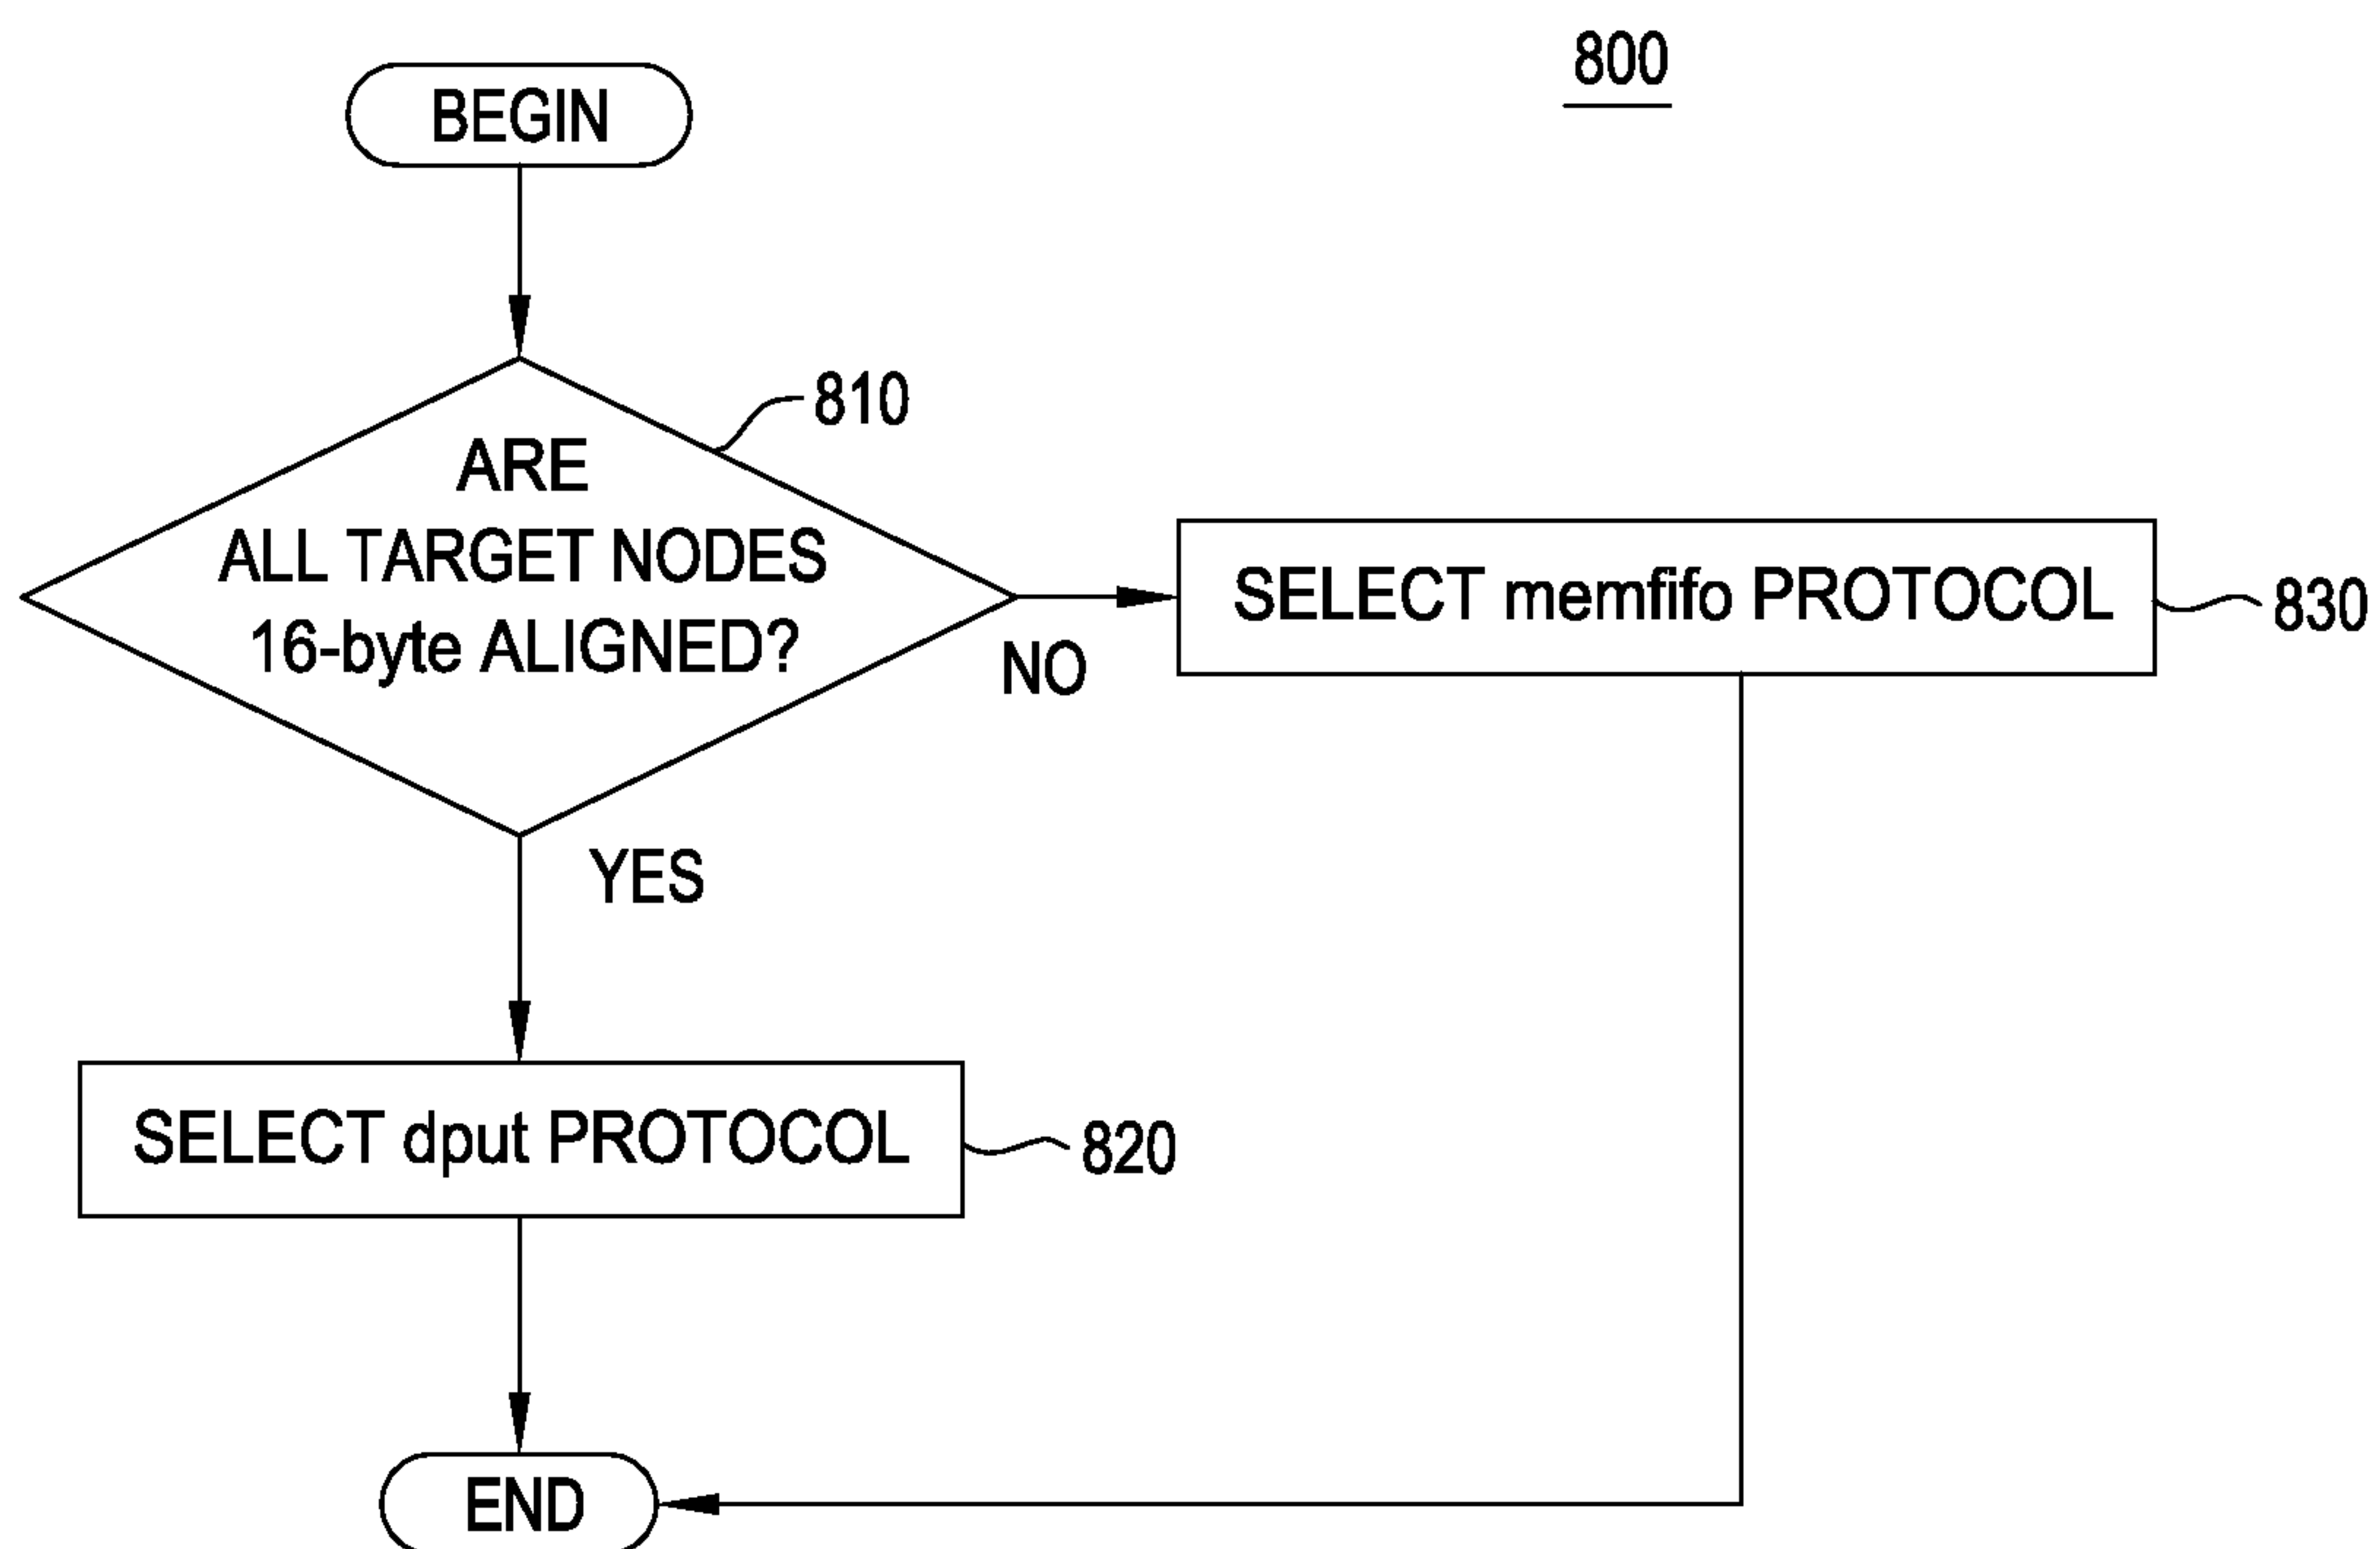 800
BEGIN
810
ARE
ALL TARGET NODES
16-byte ALIGNED?
NO
SELECT memfifo PROTOCOL
830
YES
SELECT dput PROTOCOL
820
END